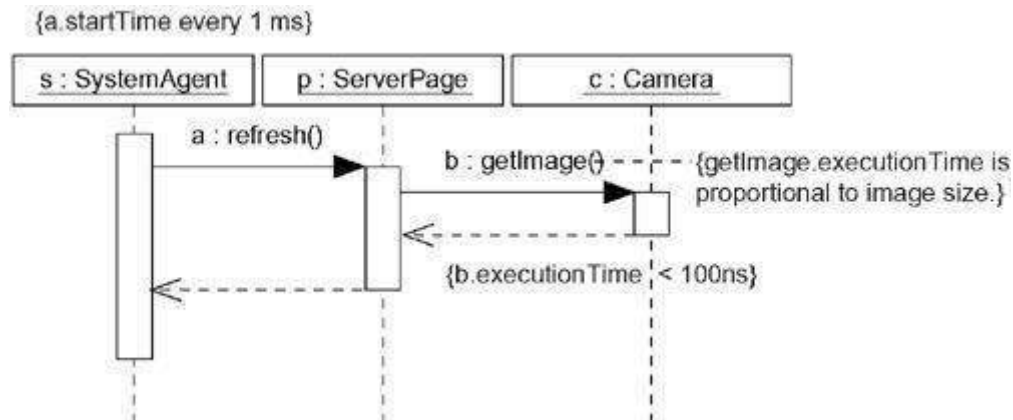 {a.startTime every 1 ms}
s : SystemAgent
p : ServerPage
c : Camera
a : refresh()
b : getImage()
{getImage.executionTime is
proportional to image size.}
{b.executionTime < 100ns}